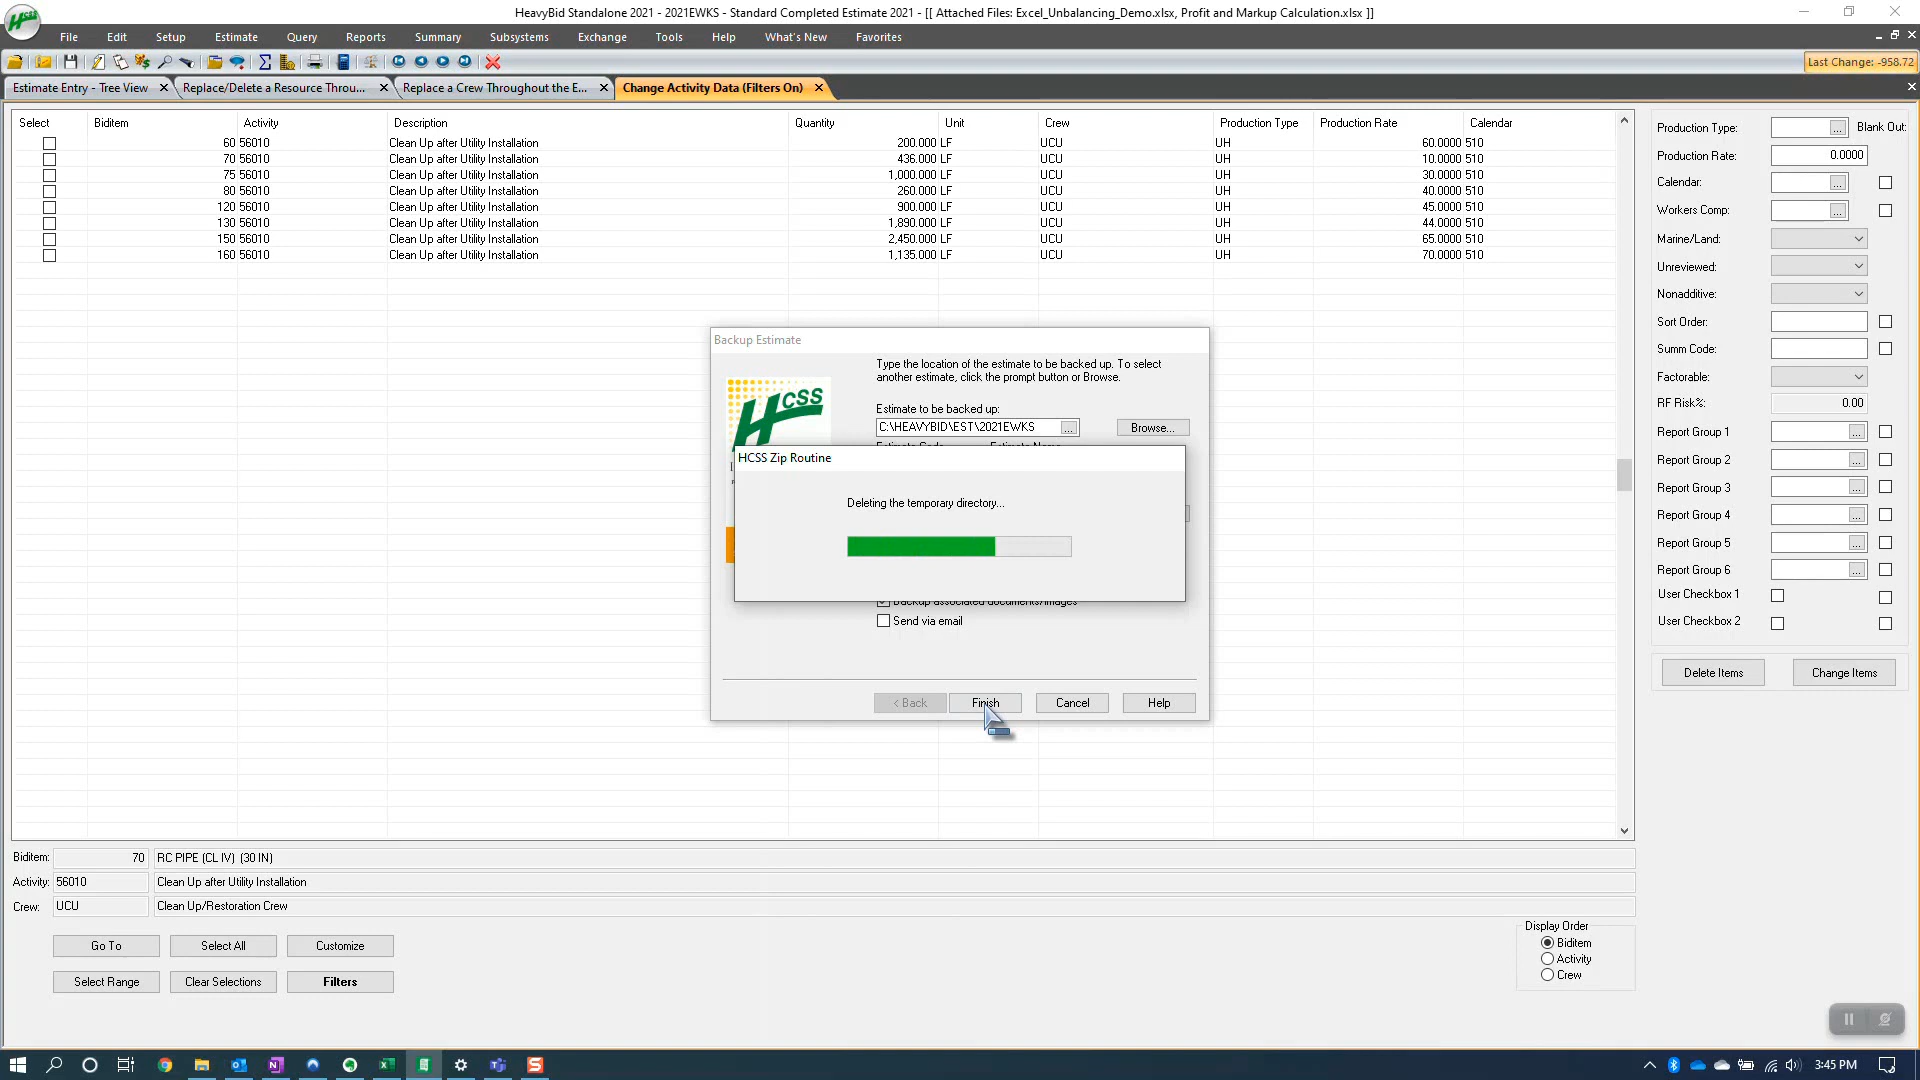 HeavyBid Standalone 2021 - 2021EWKS - Standard Completed Estimate 2021 - [[ Attached Files: Excel_Unbalancing_Demo.xlsx, Profit and Markup Calculation.xlsx ]]
HCSS
File Edit Setup Estimate Query Reports Summary Subsystems Exchange Tools Help What's New Favorites
Last Change: -958.72
Estimate Entry - Tree View Replace/Delete a Resource Throu... Replace a Crew Throughout the E... Change Activity Data (Filters On)
Select Biditem Activity Description Quantity Unit Crew Production Type Production Rate Calendar
60 56010 Clean Up after Utility Installation 200.000 LF UCU UH 60.0000 510
70 56010 Clean Up after Utility Installation 436.000 LF UCU UH 10.0000 510
75 56010 Clean Up after Utility Installation 1,000.000 LF UCU UH 30.0000 510
80 56010 Clean Up after Utility Installation 260.000 LF UCU UH 40.0000 510
120 56010 Clean Up after Utility Installation 900.000 LF UCU UH 45.0000 510
130 56010 Clean Up after Utility Installation 1,890.000 LF UCU UH 44.0000 510
150 56010 Clean Up after Utility Installation 2,450.000 LF UCU UH 65.0000 510
160 56010 Clean Up after Utility Installation 1,135.000 LF UCU UH 70.0000 510
Production Type: ... Blank Out:
Production Rate: 0.0000
Calendar: ...
Workers Comp: ...
Marine/Land:
Unreviewed:
Nonadditive:
Sort Order:
Summ Code:
Factorable:
RF Risk%: 0.00
Report Group 1 ...
Report Group 2 ...
Report Group 3 ...
Report Group 4 ...
Report Group 5 ...
Report Group 6 ...
User Checkbox 1
User Checkbox 2
Delete Items Change Items
Backup Estimate
Type the location of the estimate to be backed up. To select
another estimate, click the prompt button or Browse.
HCSS
Estimate to be backed up:
C:\HEAVYBID\EST\2021EWKS ... Browse...
HCSS Zip Routine
Deleting the temporary directory...
Backup associated documents/images
Send via email
< Back Finish Cancel Help
Biditem: 70 RC PIPE (CL IV) (30 IN)
Activity: 56010 Clean Up after Utility Installation
Crew: UCU Clean Up/Restoration Crew
Go To Select All Customize
Select Range Clear Selections Filters
Display Order
Biditem
Activity
Crew
3:45 PM